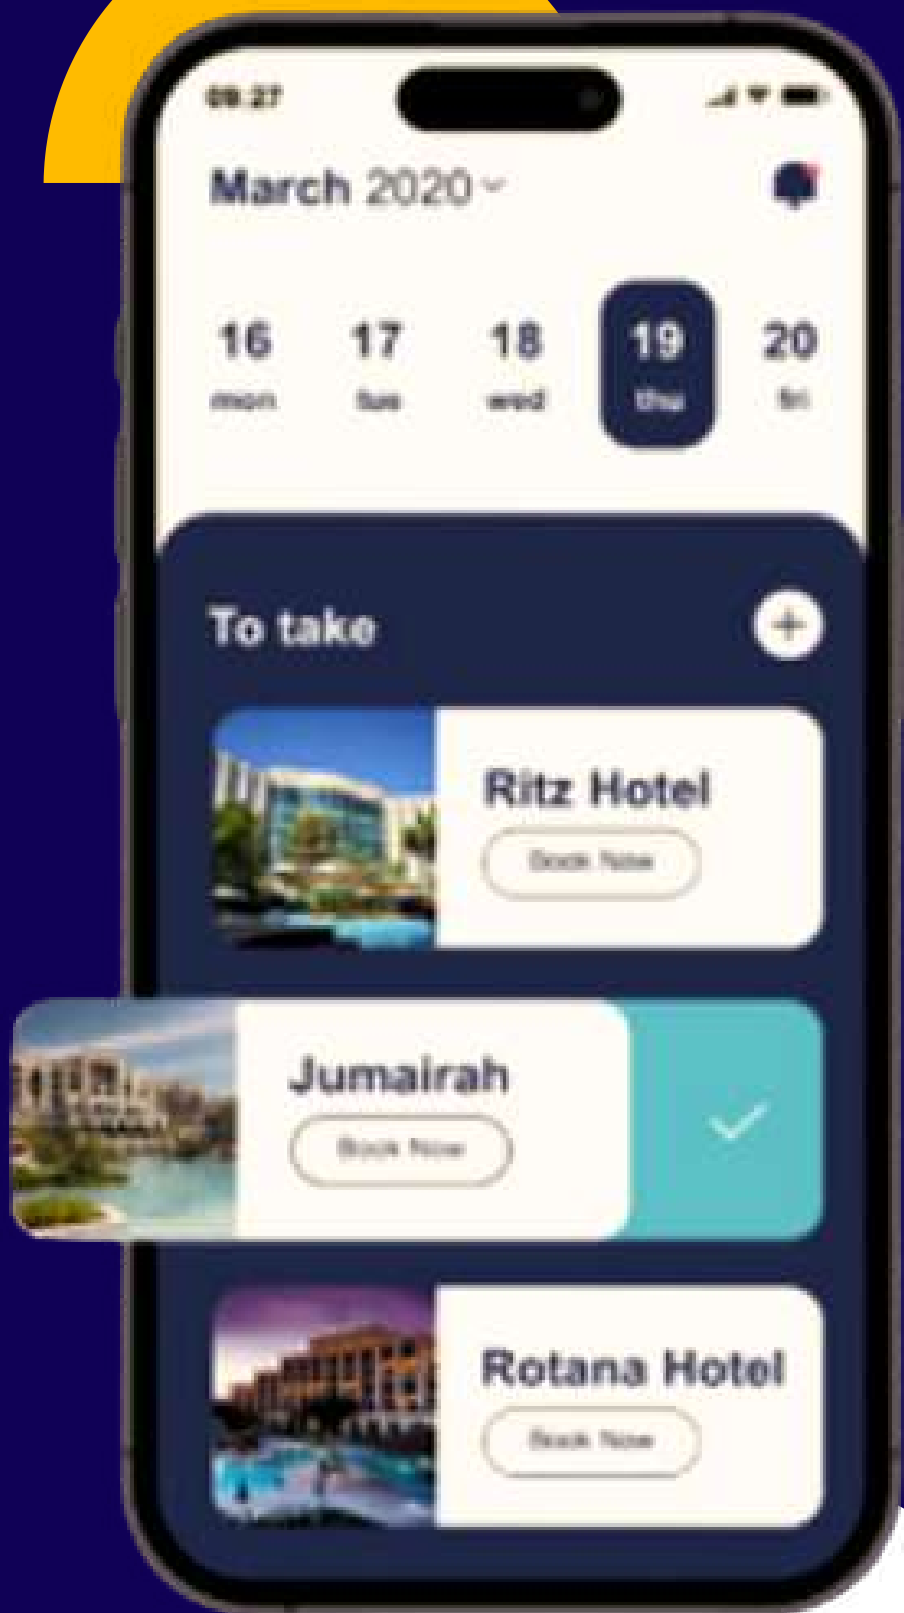 09:27
March 2020
16 17 18 19 20
mon tue wed thu fri
To take
Ritz Hotel
Book Now
Jumairah
Book Now
Rotana Hotel
Book Now